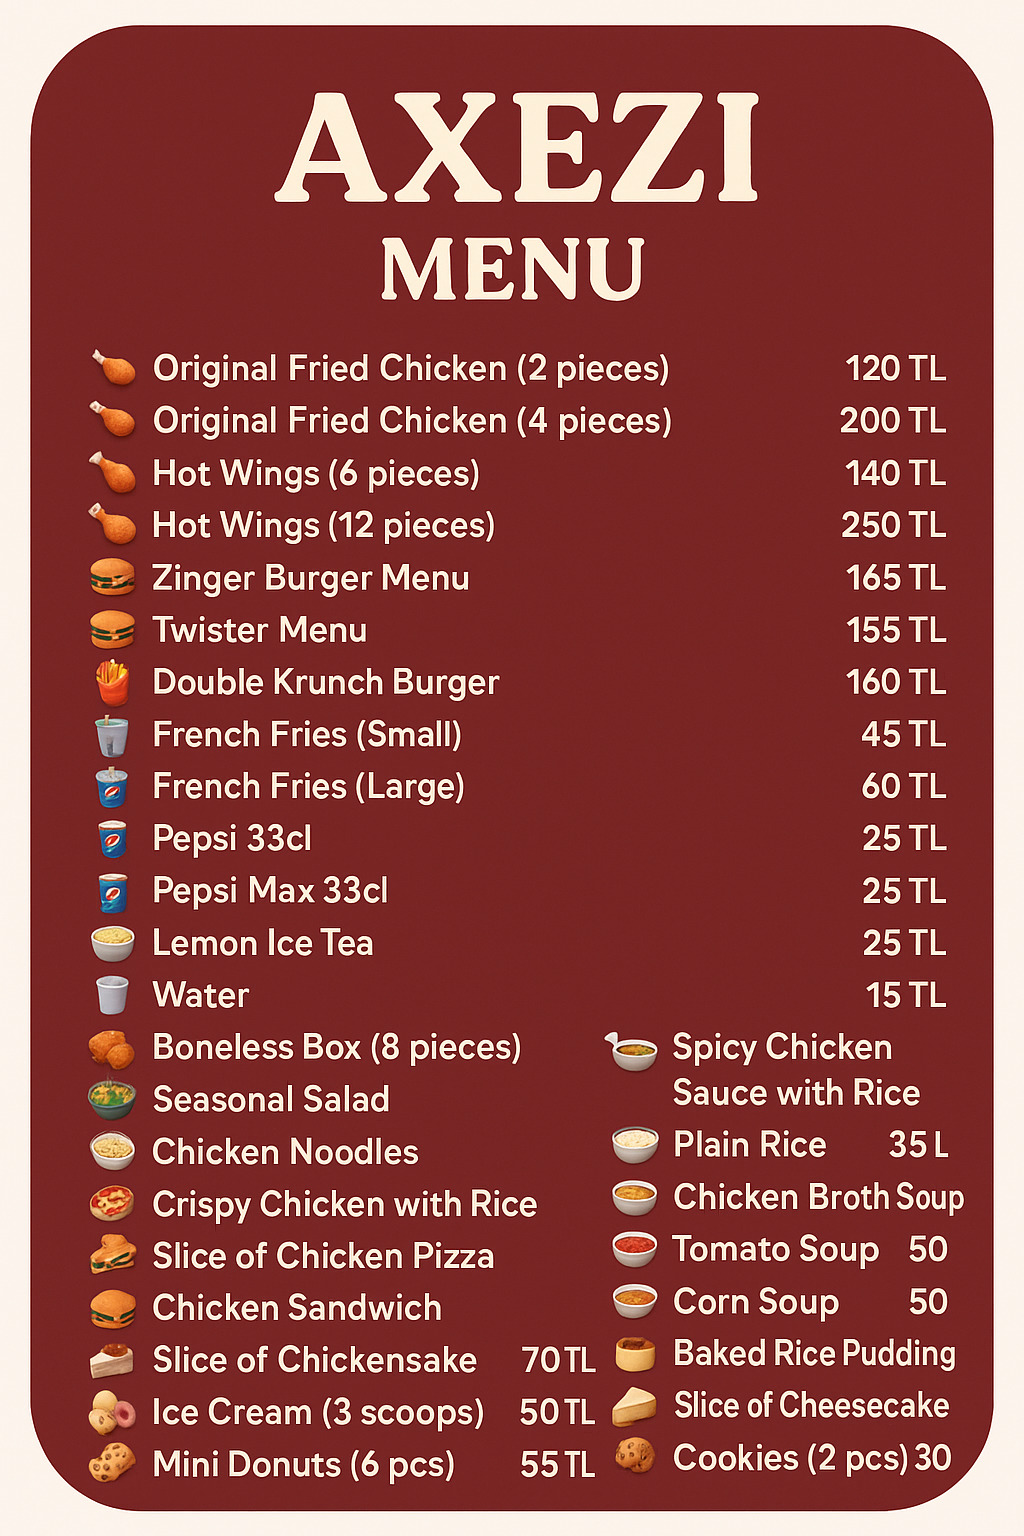 AXEZI
MENU
Original Fried Chicken (2 pieces) 120 TL
Original Fried Chicken (4 pieces) 200 TL
Hot Wings (6 pieces) 140 TL
Hot Wings (12 pieces) 250 TL
Zinger Burger Menu 165 TL
Twister Menu 155 TL
Double Krunch Burger 160 TL
French Fries (Small) 45 TL
French Fries (Large) 60 TL
Pepsi 33cl 25 TL
Pepsi Max 33cl 25 TL
Lemon Ice Tea 25 TL
Water 15 TL
Boneless Box (8 pieces)
Seasonal Salad
Chicken Noodles
Crispy Chicken with Rice
Slice of Chicken Pizza
Chicken Sandwich
Slice of Chickensake 70 TL
Ice Cream (3 scoops) 50 TL
Mini Donuts (6 pcs) 55 TL
Spicy Chicken
Sauce with Rice
Plain Rice 35 L
Chicken Broth Soup
Tomato Soup 50
Corn Soup 50
Baked Rice Pudding
Slice of Cheesecake
Cookies (2 pcs) 30